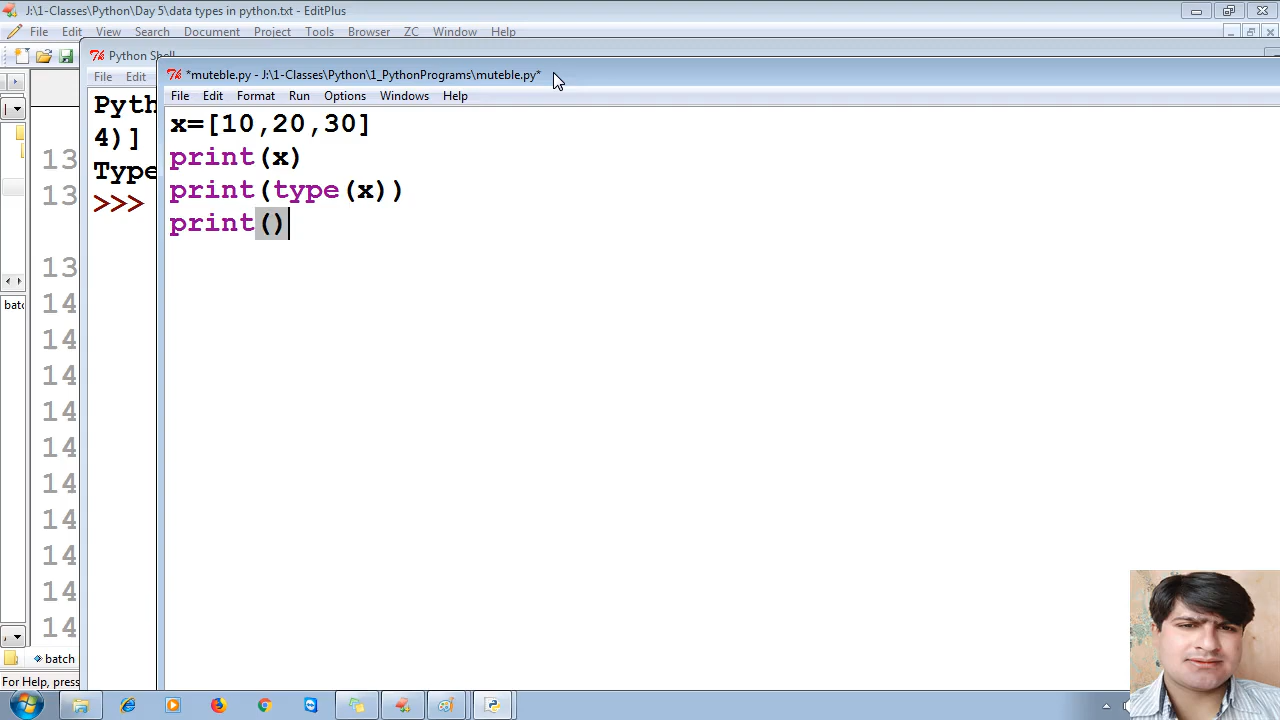 J:\1-Classes\Python\Day 5\data types in python.txt - EditPlus
File Edit View Search Document Project Tools Browser ZC Window Help
Python Shell
File Edit
*muteble.py - J:\1-Classes\Python\1_PythonPrograms\muteble.py*
File Edit Format Run Options Windows Help
Pyth
4)]
Type
>>>
x=[10,20,30]
print(x)
print(type(x))
print()
13
13
13
14
14
14
14
14
14
14
14
14
14
batc
batch
For Help, press